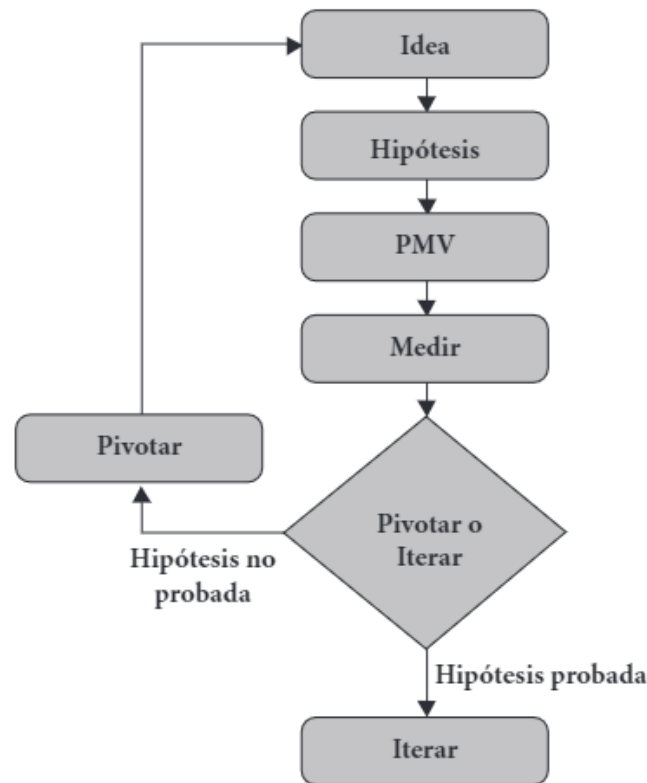 Idea
Hipótesis
PMV
Medir
Pivotar
Pivotar o
Iterar
Hipótesis no
probada
Hipótesis probada
Iterar